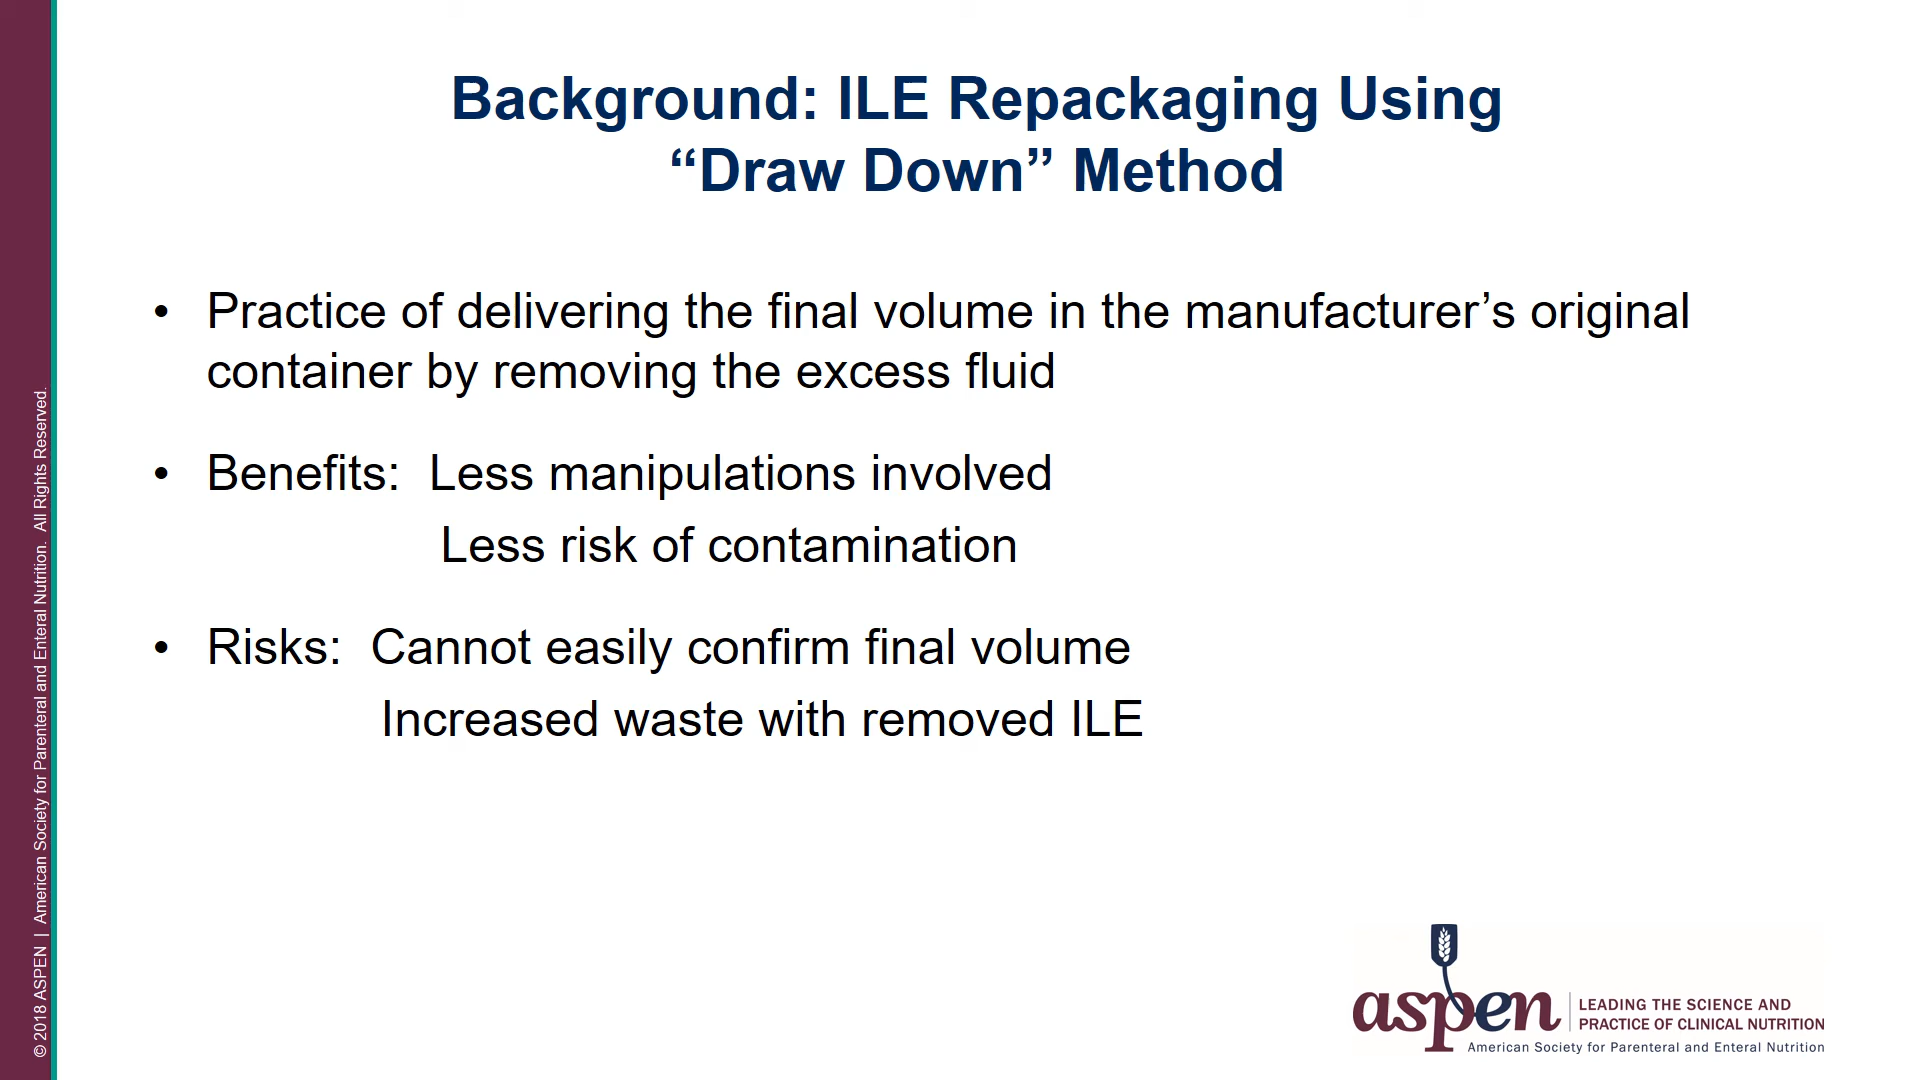 Background: ILE Repackaging Using
“Draw Down” Method
• Practice of delivering the final volume in the manufacturer’s original
container by removing the excess fluid
• Benefits:  Less manipulations involved
Less risk of contamination
• Risks:  Cannot easily confirm final volume
Increased waste with removed ILE
© 2018 ASPEN | American Society for Parenteral and Enteral Nutrition.  All Rights Reserved.
aspen
LEADING THE SCIENCE AND
PRACTICE OF CLINICAL NUTRITION
American Society for Parenteral and Enteral Nutrition